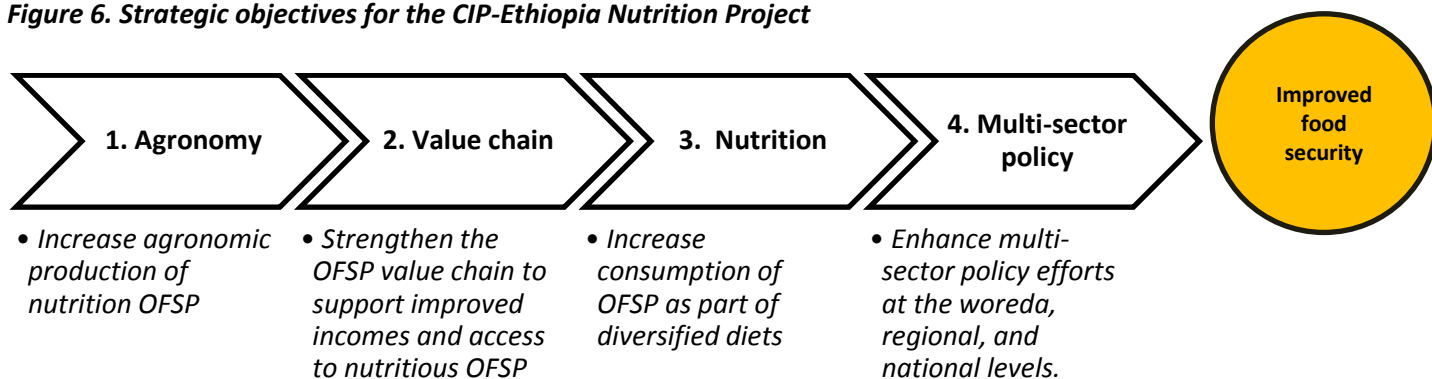 Figure 6. Strategic objectives for the CIP-Ethiopia Nutrition Project
1. Agronomy
• Increase agronomic
production of
nutrition OFSP
2. Value chain
• Strengthen the
OFSP value chain to
support improved
incomes and access
to nutritious OFSP
3. Nutrition
• Increase
consumption of
OFSP as part of
diversified diets
4. Multi-sector
policy
• Enhance multi-
sector policy efforts
at the woreda,
regional, and
national levels.
Improved
food
security